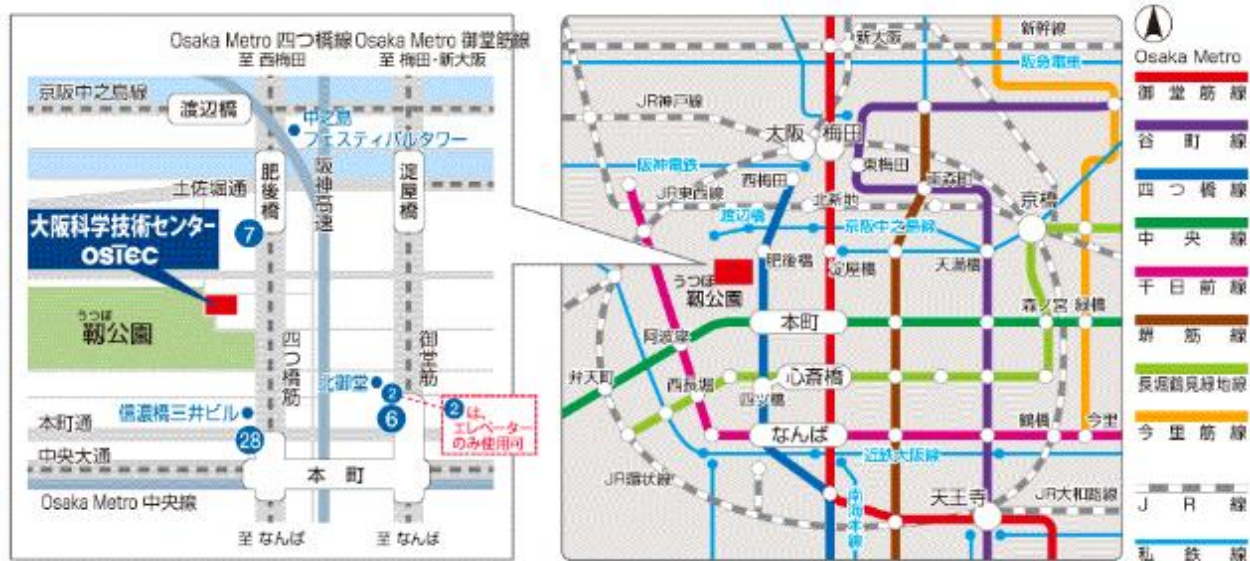 Osaka Metro 四つ橋線
至 西梅田
Osaka Metro 御堂筋線
至 梅田・新大阪
京阪中之島線
渡辺橋
中之島
フェスティバルタワー
肥後橋
阪神高速
淀屋橋
土佐堀通
大阪科学技術センター
OSTEC
7
うつぼ
靭公園
四つ橋筋
御堂筋
北御堂
2
6
2は、
エレベーター
のみ使用可
信濃橋三井ビル
28
本町通
中央大通
本町
Osaka Metro 中央線
至 なんば
至 なんば
新大阪
新幹線
阪急電車
JR神戸線
大阪
梅田
阪神電鉄
西梅田
東梅田
南森町
JR東西線
北新地
京橋
渡辺橋
京阪中之島線
肥後橋
淀屋橋
天満橋
うつぼ
靭公園
森ノ宮
緑橋
阿波座
本町
弁天町
西長堀
心斎橋
四ツ橋
なんば
鶴橋
今里
近鉄大阪線
JR環状線
南海本線
天王寺
JR大和路線
Osaka Metro
御堂筋線
谷町線
四つ橋線
中央線
千日前線
堺筋線
長堀鶴見緑地線
今里筋線
JR線
私鉄線